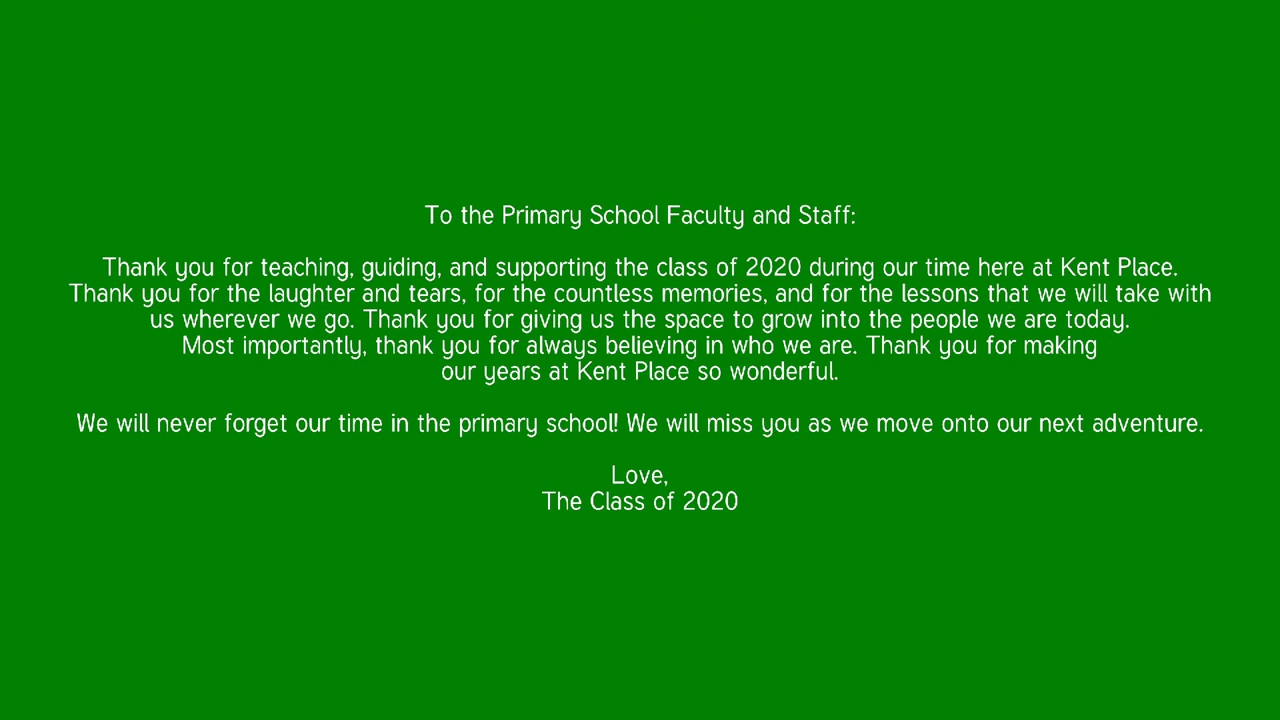 To the Primary School Faculty and Staff:
Thank you for teaching, guiding, and supporting the class of 2020 during our time here at Kent Place.
Thank you for the laughter and tears, for the countless memories, and for the lessons that we will take with
us wherever we go. Thank you for giving us the space to grow into the people we are today.
Most importantly, thank you for always believing in who we are. Thank you for making
our years at Kent Place so wonderful.
We will never forget our time in the primary school! We will miss you as we move onto our next adventure.
Love,
The Class of 2020